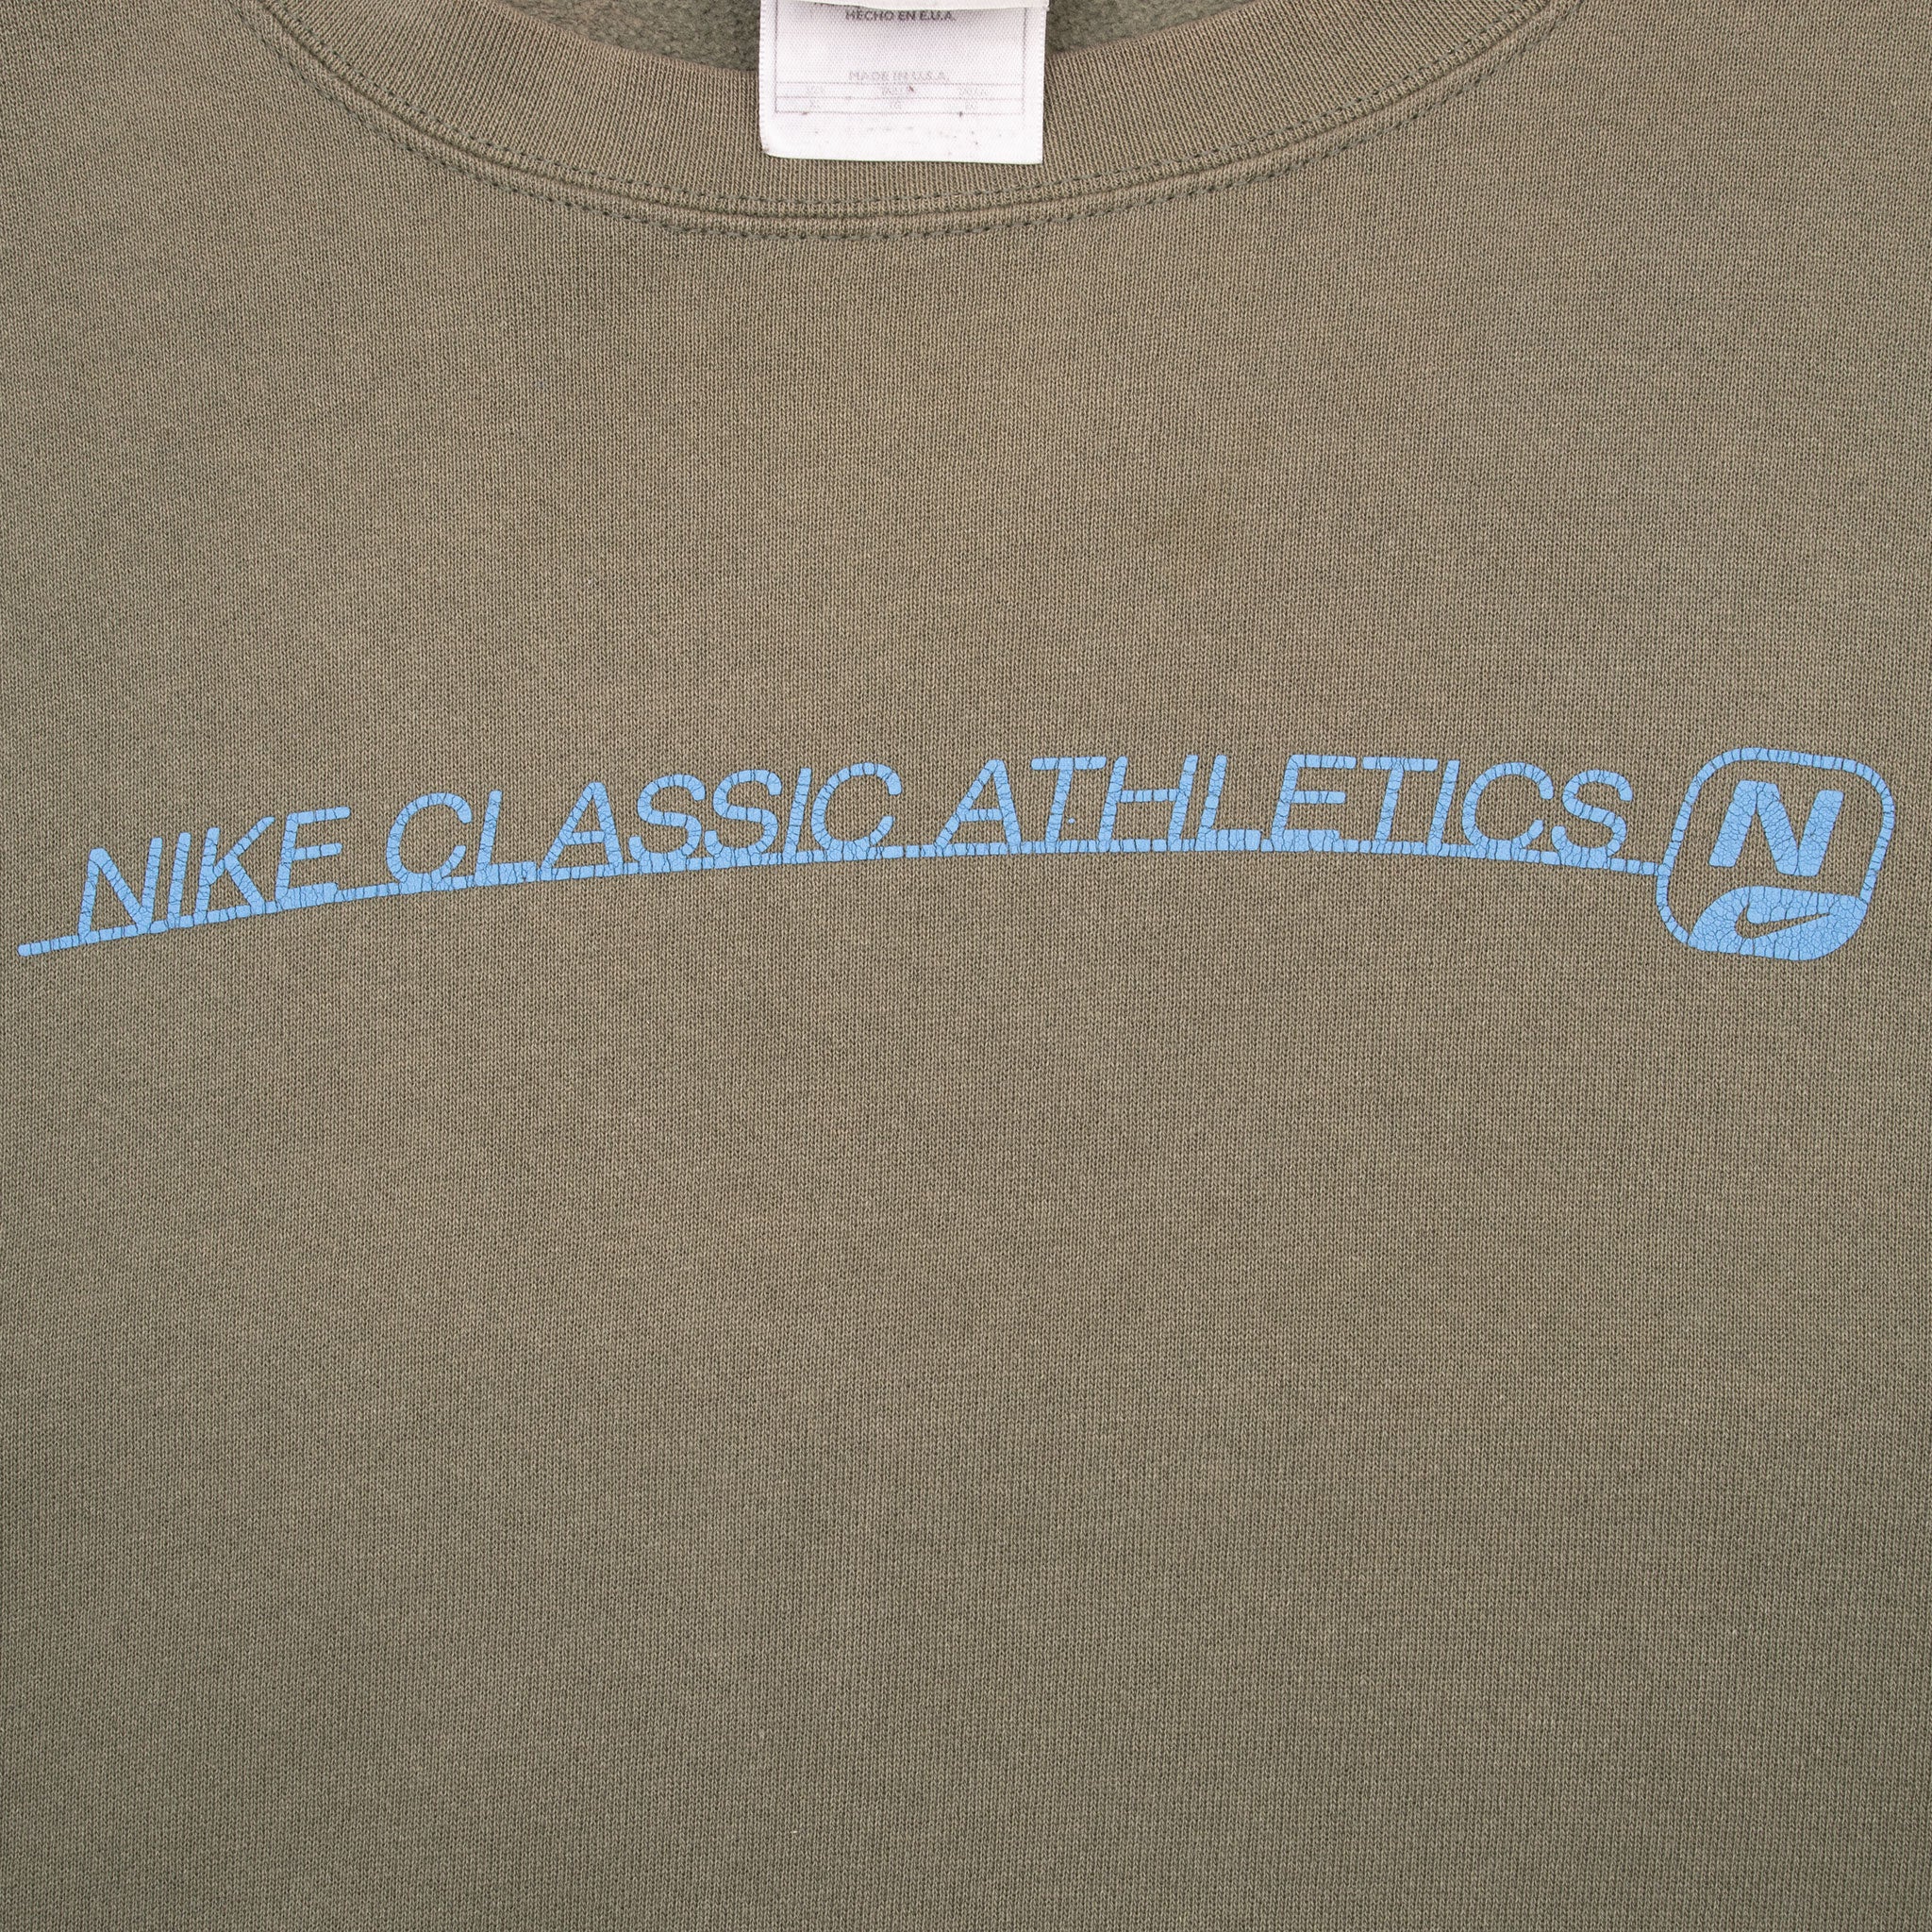 HECHO EN E.U.A.
MADE IN U.S.A.
NIKE CLASSIC ATHLETICS N